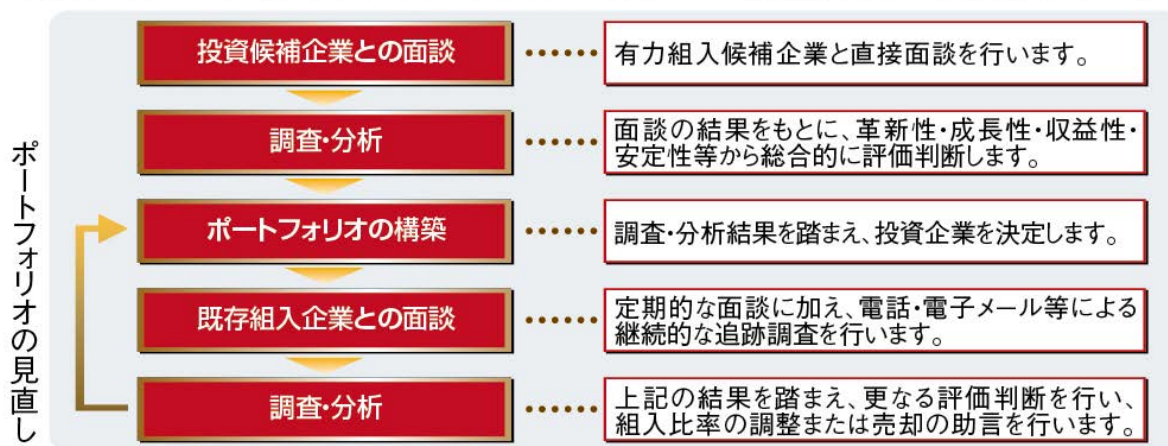 投資候補企業との面談
有力組入候補企業と直接面談を行います。
調査・分析
面談の結果をもとに、革新性・成長性・収益性・
安定性等から総合的に評価判断します。
ポートフォリオの構築
調査・分析結果を踏まえ、投資企業を決定します。
既存組入企業との面談
定期的な面談に加え、電話・電子メール等による
継続的な追跡調査を行います。
調査・分析
上記の結果を踏まえ、更なる評価判断を行い、
組入比率の調整または売却の助言を行います。
ポートフォリオの見直し